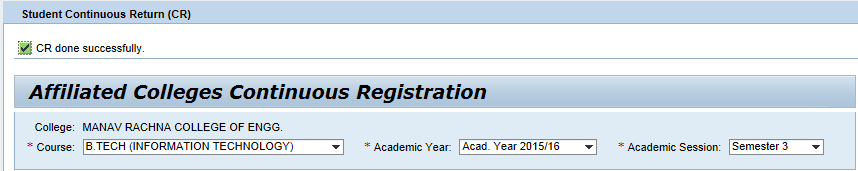 Student Continuous Return (CR)
CR done successfully.
Affiliated Colleges Continuous Registration
College: MANAV RACHNA COLLEGE OF ENGG.
* Course: B.TECH (INFORMATION TECHNOLOGY) * Academic Year: Acad. Year 2015/16 * Academic Session: Semester 3